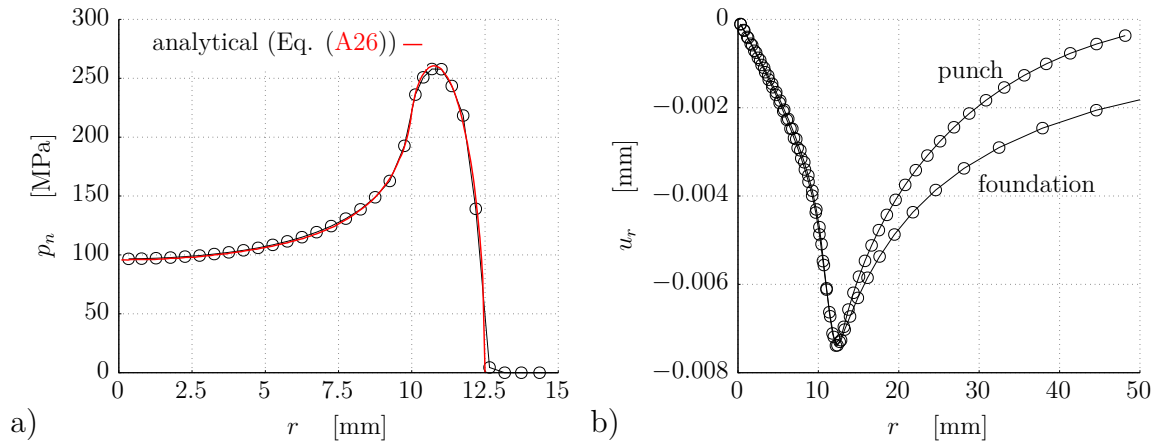 300
250
200
150
100
50
0
p_n [MPa]
analytical (Eq. (A26))
0 2.5 5 7.5 10 12.5 15
r [mm]
a)
0
−0.002
−0.004
−0.006
−0.008
u_r [mm]
punch
foundation
0 10 20 30 40 50
r [mm]
b)